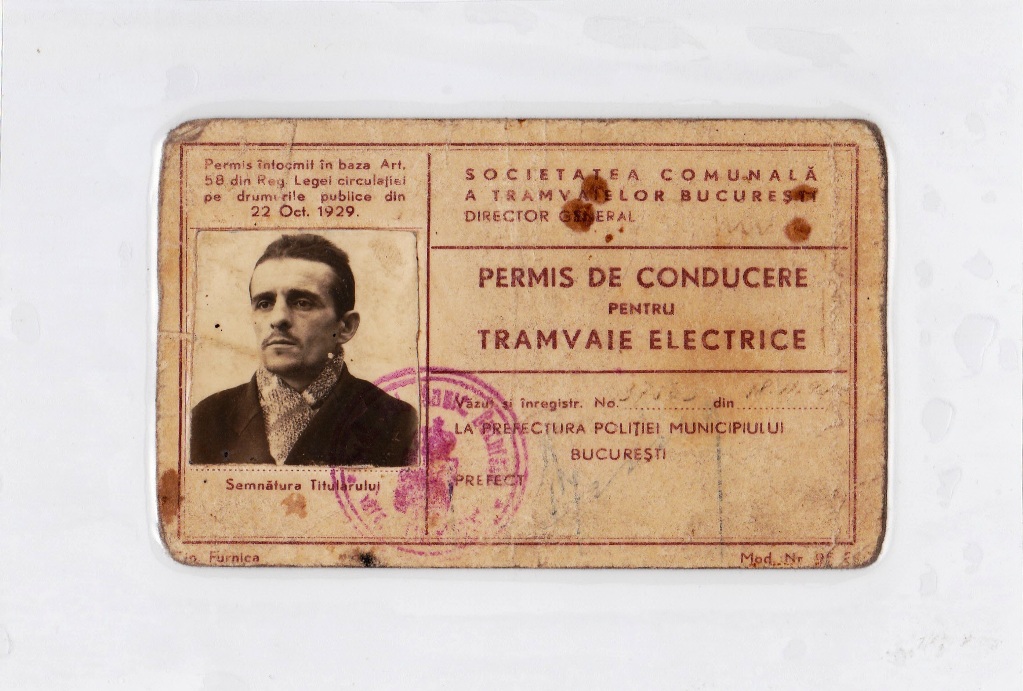 Permis întocmit în baza Art.
58 din Reg. Legei circulației
pe drumurile publice din
22 Oct. 1929.
Semnătura Titularului
SOCIETATEA COMUNALĂ
A TRAMVAIELOR BUCUREȘTI
DIRECTOR GENERAL
PERMIS DE CONDUCERE
PENTRU
TRAMVAIE ELECTRICE
Văzut și înregistr. No. din
LA PREFECTURA POLIȚIEI MUNICIPIULUI
BUCUREȘTI
PREFECT
Furnica
Mod. Nr